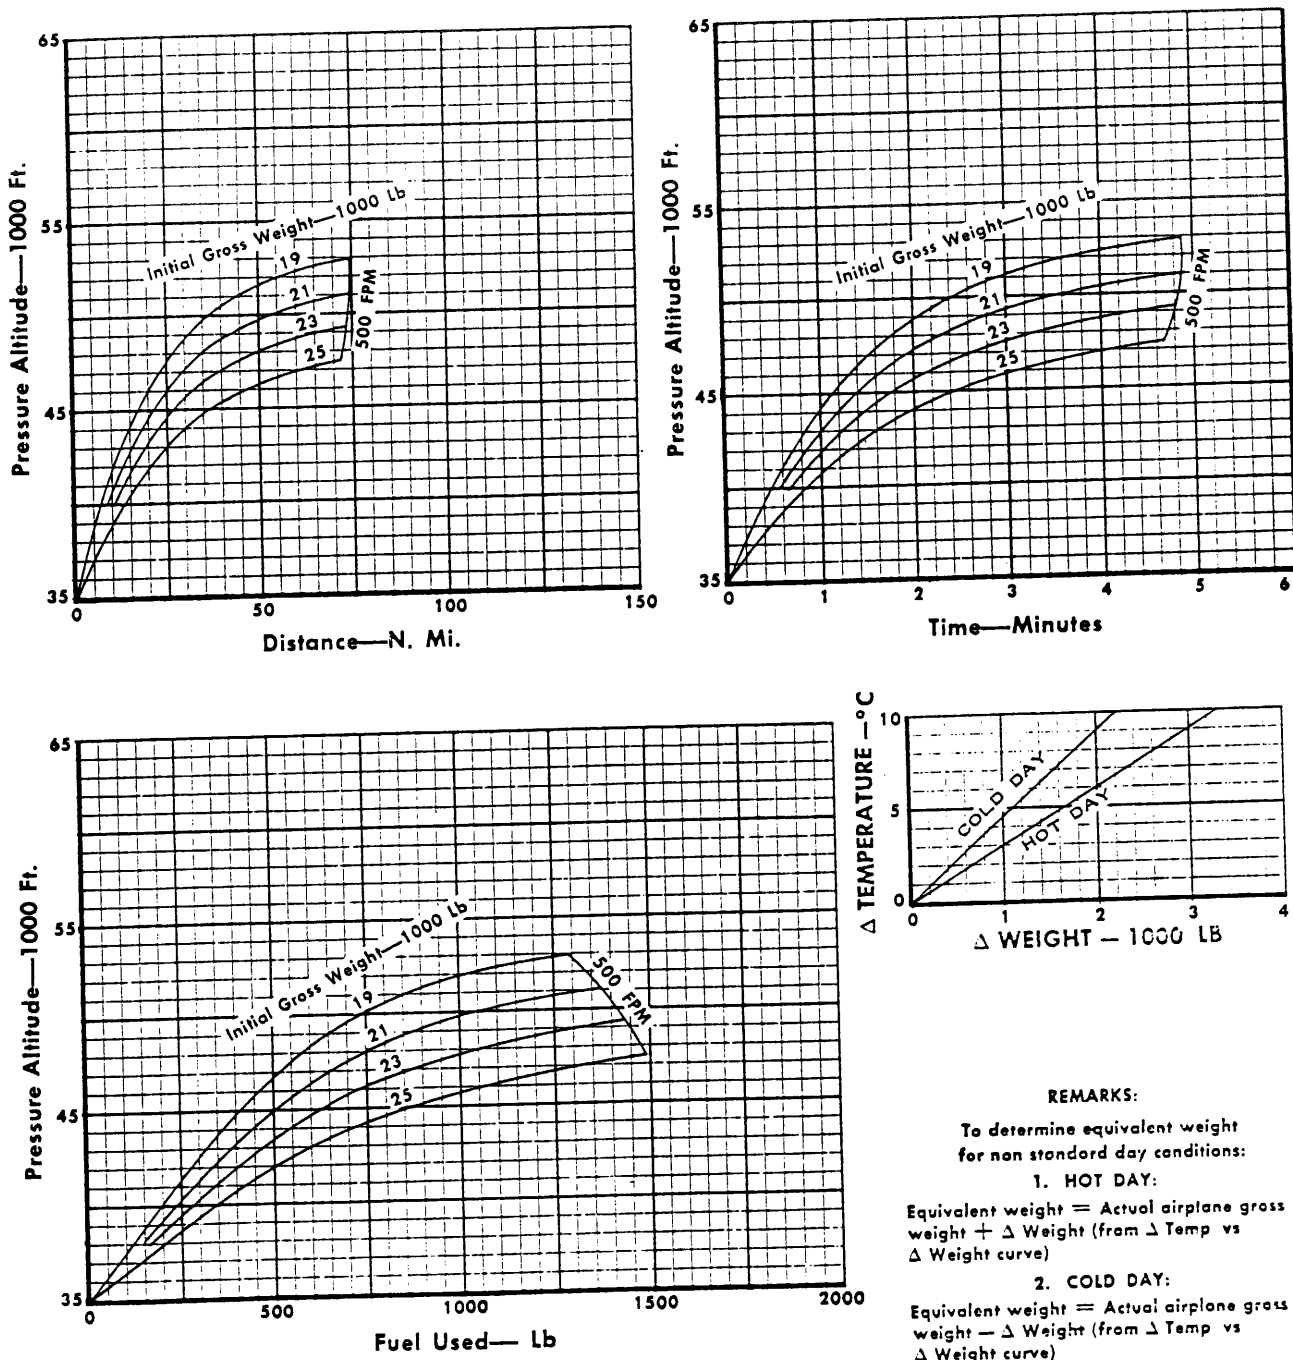 65
55
45
35
Pressure Altitude—1000 Ft.
Initial Gross Weight—1000 Lb
19
21
23
25
500 FPM
0
50
100
150
Distance—N. Mi.
65
55
45
35
Pressure Altitude—1000 Ft.
Initial Gross Weight—1000 Lb
19
21
23
25
500 FPM
0
1
2
3
4
5
6
Time—Minutes
65
55
45
35
Pressure Altitude—1000 Ft.
Initial Gross Weight—1000 Lb
19
21
23
25
500 FPM
0
500
1000
1500
2000
Fuel Used— Lb
10
5
0
Δ TEMPERATURE —°C
COLD DAY
HOT DAY
0
1
2
3
4
Δ WEIGHT – 1000 LB
REMARKS:
To determine equivalent weight
for non standard day conditions:
1. HOT DAY:
Equivalent weight = Actual airplane gross
weight + Δ Weight (from Δ Temp vs
Δ Weight curve)
2. COLD DAY:
Equivalent weight = Actual airplane gross
weight — Δ Weight (from Δ Temp vs
Δ Weight curve)